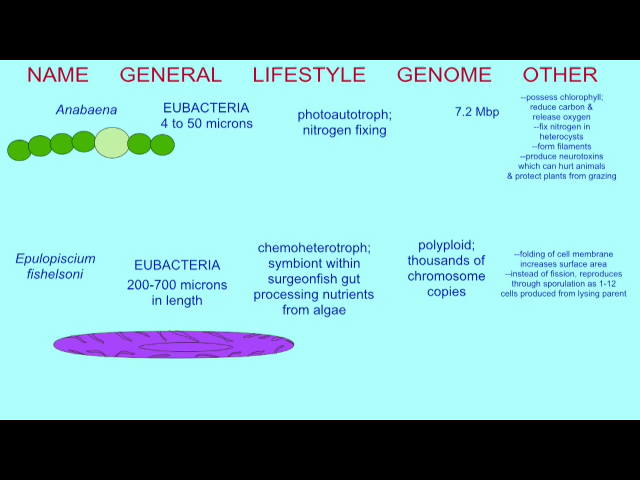 NAME GENERAL LIFESTYLE GENOME OTHER
Anabaena
EUBACTERIA
4 to 50 microns
photoautotroph;
nitrogen fixing
7.2 Mbp
--possess chlorophyll;
reduce carbon &
release oxygen
--fix nitrogen in
heterocysts
--form filaments
--produce neurotoxins
which can hurt animals
& protect plants from grazing
Epulopiscium
fishelsoni
EUBACTERIA
200-700 microns
in length
chemoheterotroph;
symbiont within
surgeonfish gut
processing nutrients
from algae
polyploid;
thousands of
chromosome
copies
--folding of cell membrane
increases surface area
--instead of fission, reproduces
through sporulation as 1-12
cells produced from lysing parent